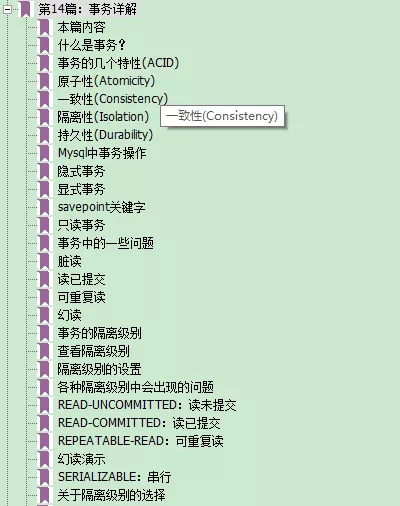 第14篇：事务详解
本篇内容
什么是事务？
事务的几个特性(ACID)
原子性(Atomicity)
一致性(Consistency)
隔离性(Isolation)
一致性(Consistency)
持久性(Durability)
Mysql中事务操作
隐式事务
显式事务
savepoint关键字
只读事务
事务中的一些问题
脏读
读已提交
可重复读
幻读
事务的隔离级别
查看隔离级别
隔离级别的设置
各种隔离级别中会出现的问题
READ-UNCOMMITTED：读未提交
READ-COMMITTED：读已提交
REPEATABLE-READ：可重复读
幻读演示
SERIALIZABLE：串行
关于隔离级别的选择